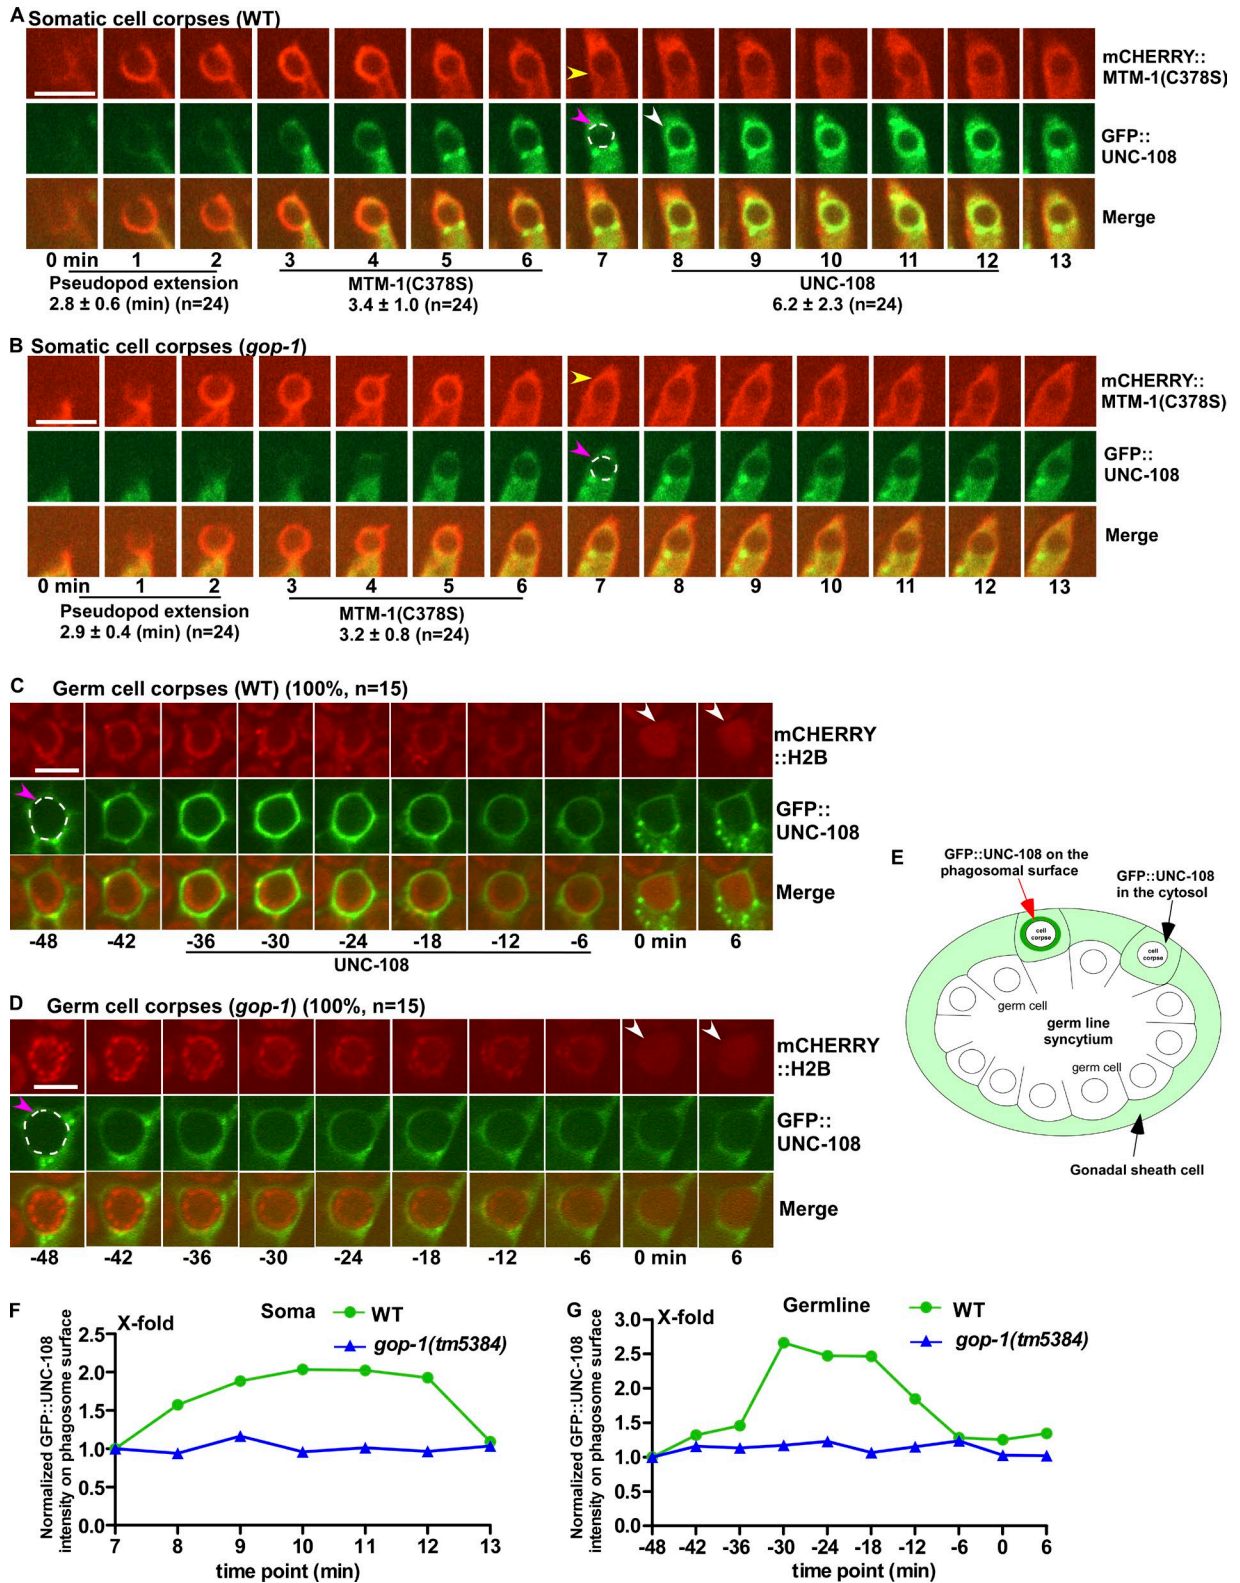 A Somatic cell corpses (WT)
mCHERRY::
MTM-1(C378S)
GFP::
UNC-108
Merge
0 min 1 2 3 4 5 6 7 8 9 10 11 12 13
Pseudopod extension MTM-1(C378S) UNC-108
2.8 ± 0.6 (min) (n=24) 3.4 ± 1.0 (n=24) 6.2 ± 2.3 (n=24)
B Somatic cell corpses (gop-1)
mCHERRY::
MTM-1(C378S)
GFP::
UNC-108
Merge
0 min 1 2 3 4 5 6 7 8 9 10 11 12 13
Pseudopod extension MTM-1(C378S)
2.9 ± 0.4 (min) (n=24) 3.2 ± 0.8 (n=24)
C Germ cell corpses (WT) (100%, n=15)
mCHERRY
::H2B
GFP::
UNC-108
Merge
-48 -42 -36 -30 -24 -18 -12 -6 0 min 6
UNC-108
D Germ cell corpses (gop-1) (100%, n=15)
mCHERRY
::H2B
GFP::
UNC-108
Merge
-48 -42 -36 -30 -24 -18 -12 -6 0 min 6
E
GFP::UNC-108 on the
phagosomal surface
GFP::UNC-108
in the cytosol
cell
corpse
cell
corpse
germ cell
germ line
syncytium
germ cell
Gonadal sheath cell
F
X-fold
Soma
WT
gop-1(tm5384)
Normalized GFP::UNC-108
intensity on phagosome surface
2.5
2.0
1.5
1.0
0.5
0.0
7 8 9 10 11 12 13
time point (min)
G
X-fold
Germline
WT
gop-1(tm5384)
Normalized GFP::UNC-108
intensity on phagosome surface
3.0
2.5
2.0
1.5
1.0
0.5
0.0
-48 -42 -36 -30 -24 -18 -12 -6 0 6
time point (min)